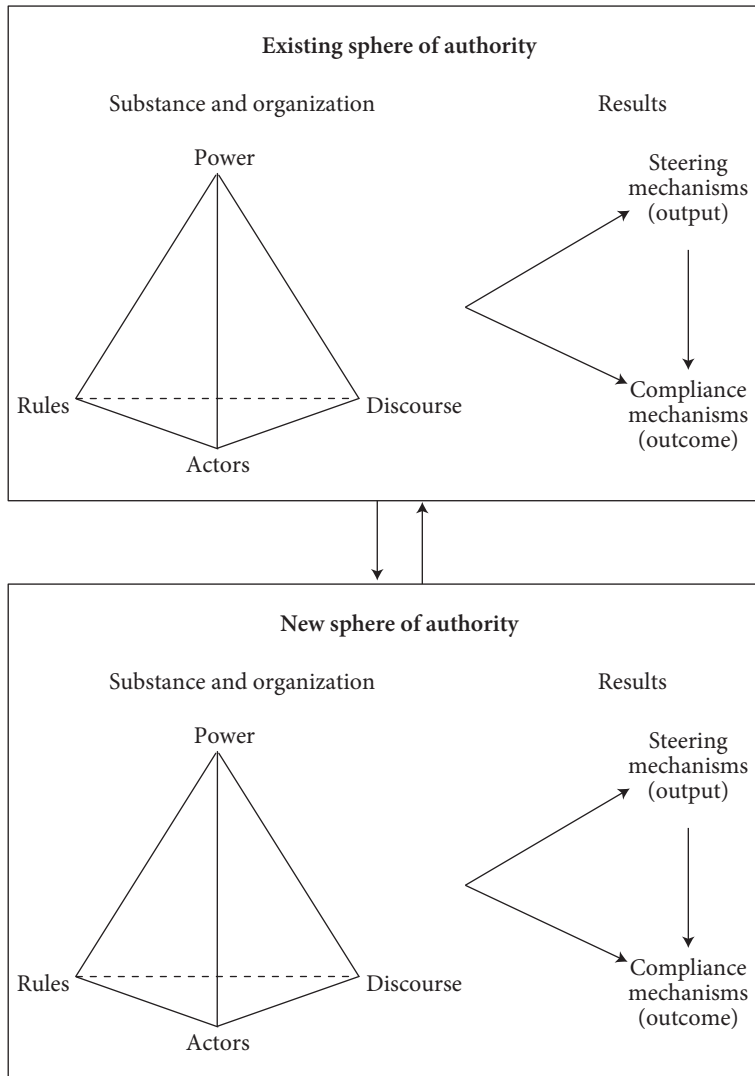 Existing sphere of authority
Substance and organization
Results
Power
Steering
mechanisms
(output)
Rules
Discourse
Actors
Compliance
mechanisms
(outcome)
New sphere of authority
Substance and organization
Results
Power
Steering
mechanisms
(output)
Rules
Discourse
Actors
Compliance
mechanisms
(outcome)